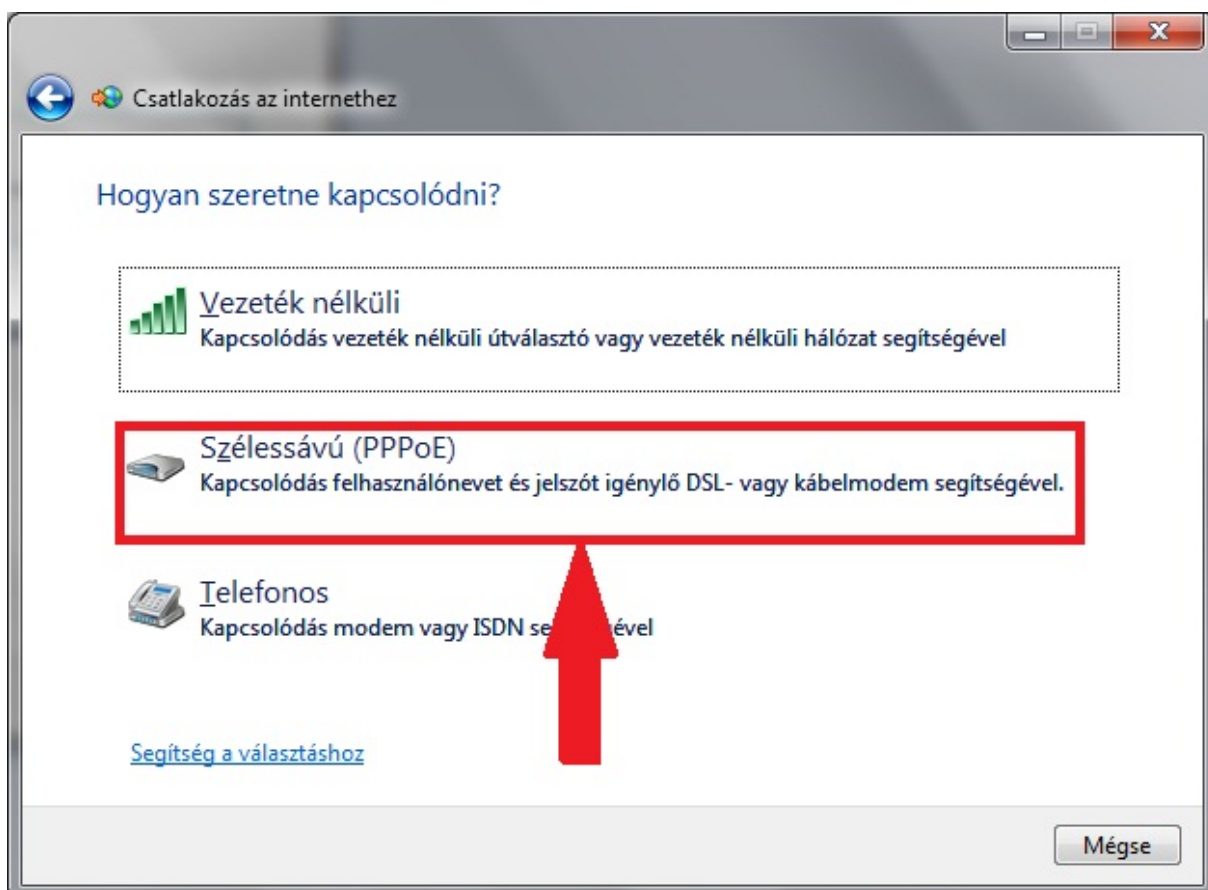 Csatlakozás az internethez
Hogyan szeretne kapcsolódni?
Vezeték nélküli
Kapcsolódás vezeték nélküli útválasztó vagy vezeték nélküli hálózat segítségével
Szélessávú (PPPoE)
Kapcsolódás felhasználónevet és jelszót igénylő DSL- vagy kábelmodem segítségével.
Telefonos
Kapcsolódás modem vagy ISDN
Segítség a választáshoz
Mégse